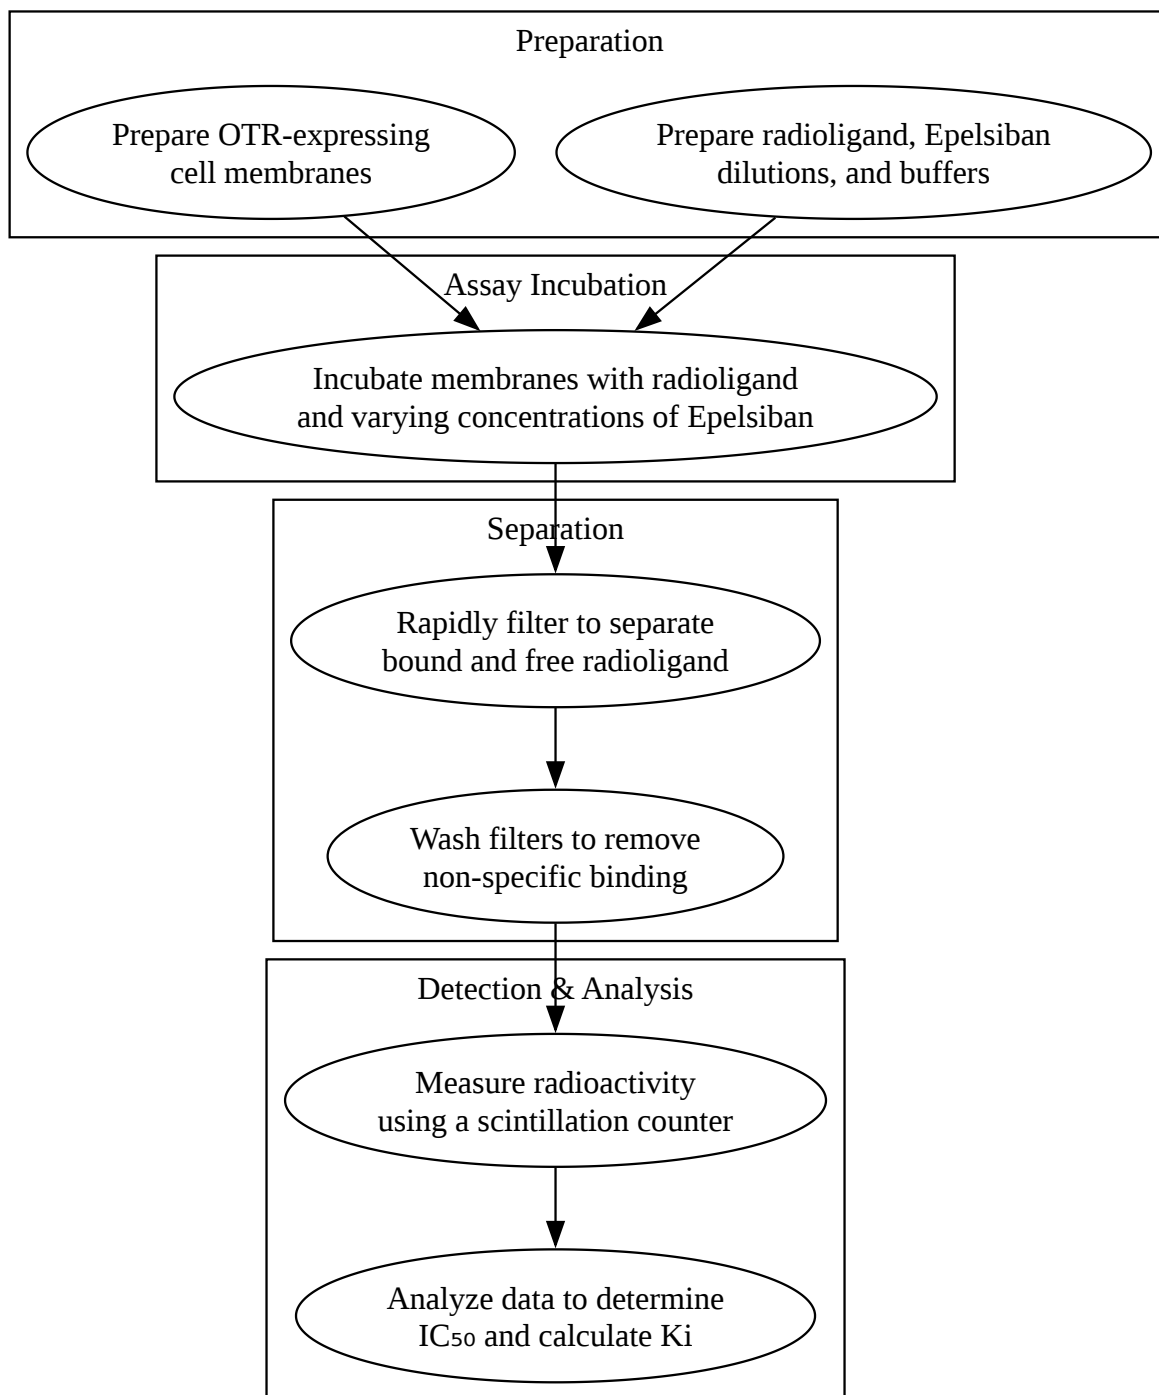 Preparation
Prepare OTR-expressing
cell membranes
Prepare radioligand, Epelsiban
dilutions, and buffers
Assay Incubation
Incubate membranes with radioligand
and varying concentrations of Epelsiban
Separation
Rapidly filter to separate
bound and free radioligand
Wash filters to remove
non-specific binding
Detection & Analysis
Measure radioactivity
using a scintillation counter
Analyze data to determine
IC₅₀ and calculate Ki